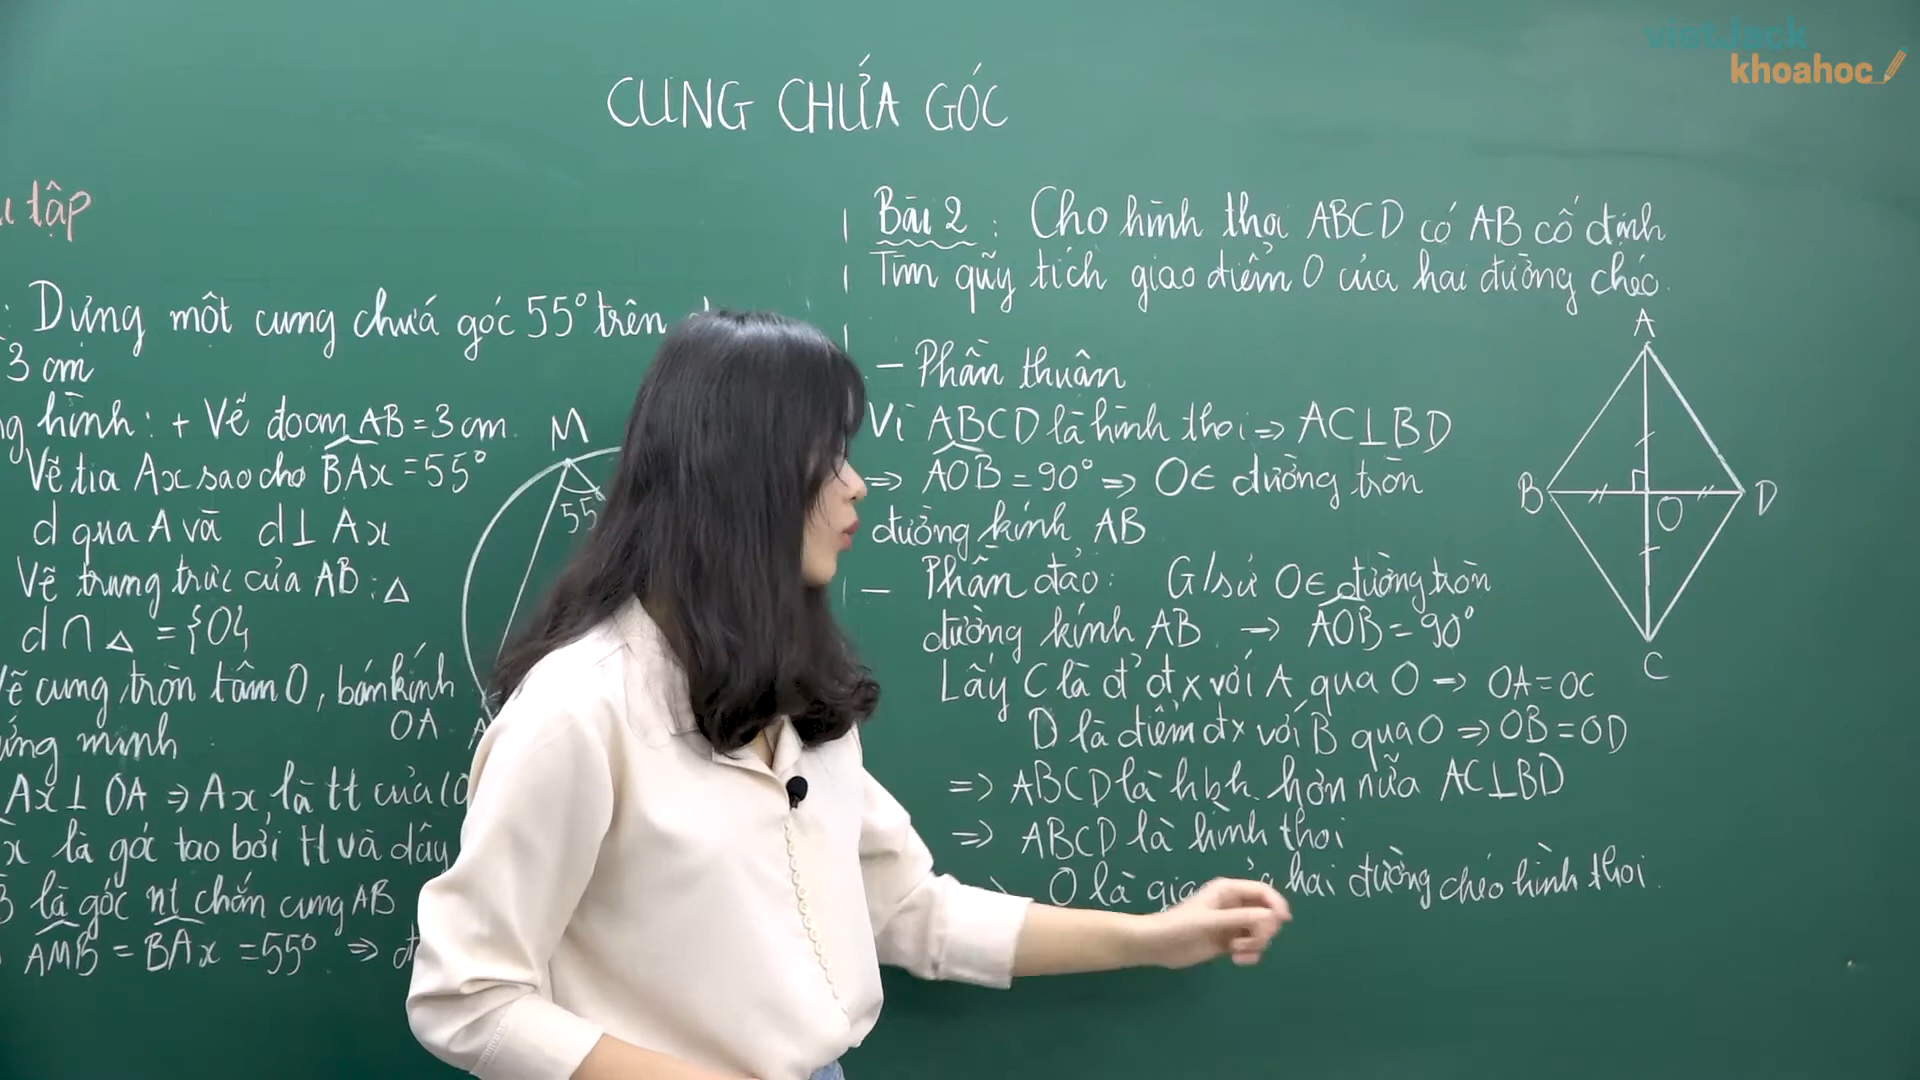 vietJack
khoahoc
CUNG CHỨA GÓC
tập
: Dựng một cung chứa góc 55° trên
3 cm
hình: + Vẽ đoạn AB = 3 cm
Vẽ tia Ax sao cho BAx = 55°
d qua A và d ⊥ Ax
Vẽ trung trực của AB: △
d ∩ △ = {O}
cung tròn tâm O, bán kính
OA
minh
Ax ⊥ OA ⇒ Ax là tt của (O
x là góc tạo bởi tt và dây
B là góc nt chắn cung AB
AMB = BAx = 55° ⇒
M
55
A
Bài 2 : Cho hình thoi ABCD có AB cố định
Tìm quỹ tích giao điểm O của hai đường chéo.
- Phần thuận
Vì ABCD là hình thoi ⇒ AC ⊥ BD
⇒ AOB = 90° ⇒ O ∈ đường tròn
đường kính AB
- Phần đảo: G/sử O ∈ đường tròn
đường kính AB → AOB = 90°
Lấy C là đ' đx với A qua O ⇒ OA = OC
D là điểm đx với B qua O ⇒ OB = OD
⇒ ABCD là hbh. hơn nữa AC ⊥ BD
⇒ ABCD là hình thoi
O là hai đường chéo hình thoi.
A
B
O
D
C